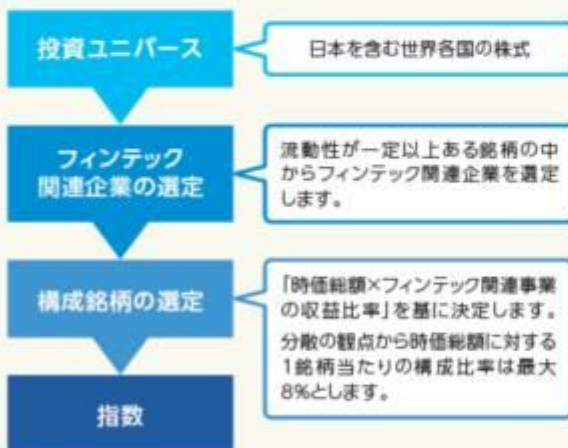 投資ユニバース
日本を含む世界各国の株式
フィンテック
関連企業の選定
流動性が一定以上ある銘柄の中
からフィンテック関連企業を選定
します。
構成銘柄の選定
「時価総額×フィンテック関連事業
の収益比率」を基に決定します。
分散の観点から時価総額に対する
1銘柄当たりの構成比率は最大
8%とします。
指数